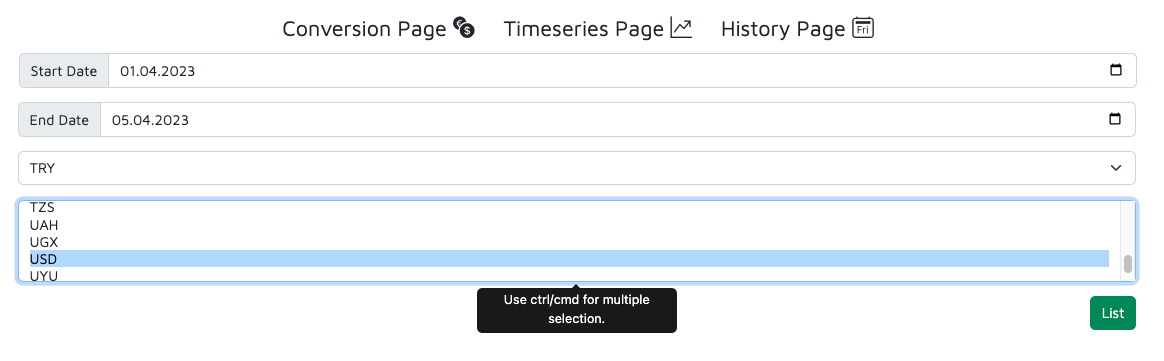 Conversion Page Timeseries Page History Page Fri
Start Date 01.04.2023
End Date 05.04.2023
TRY
TZS
UAH
UGX
USD
UYU
Use ctrl/cmd for multiple
selection.
List